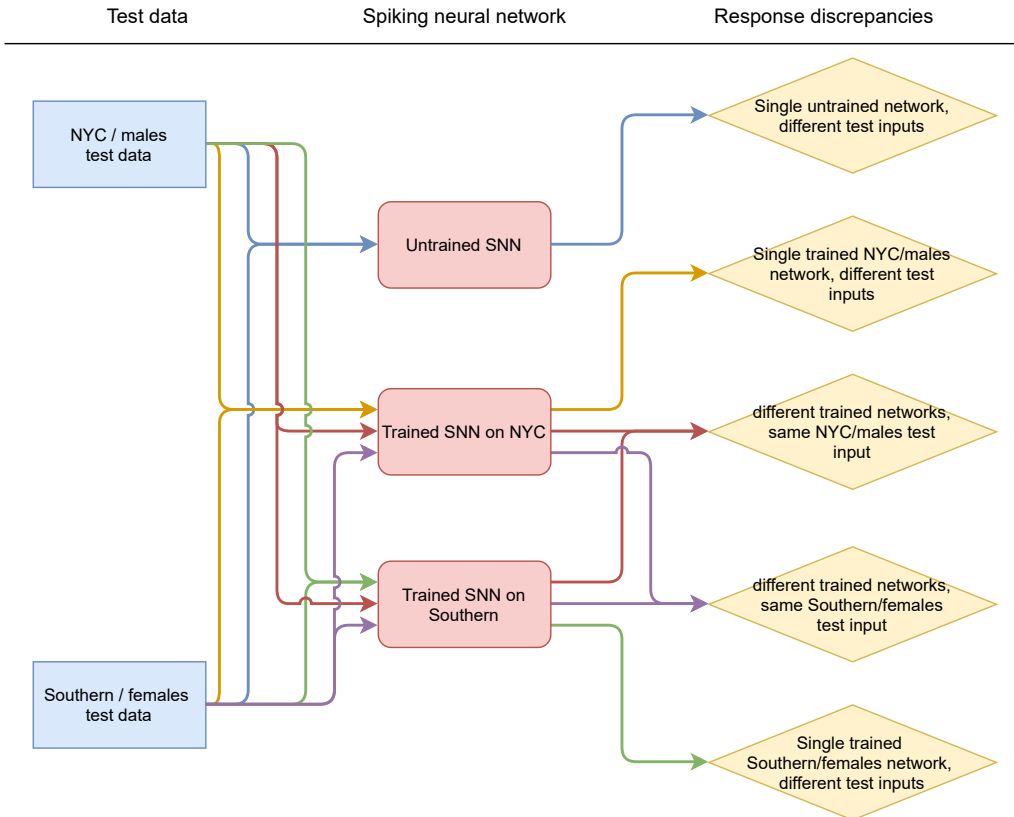 Test data
Spiking neural network
Response discrepancies
NYC / males
test data
Southern / females
test data
Untrained SNN
Trained SNN on NYC
Trained SNN on
Southern
Single untrained network,
different test inputs
Single trained NYC/males
network, different test
inputs
different trained networks,
same NYC/males test
input
different trained networks,
same Southern/females
test input
Single trained
Southern/females network,
different test inputs